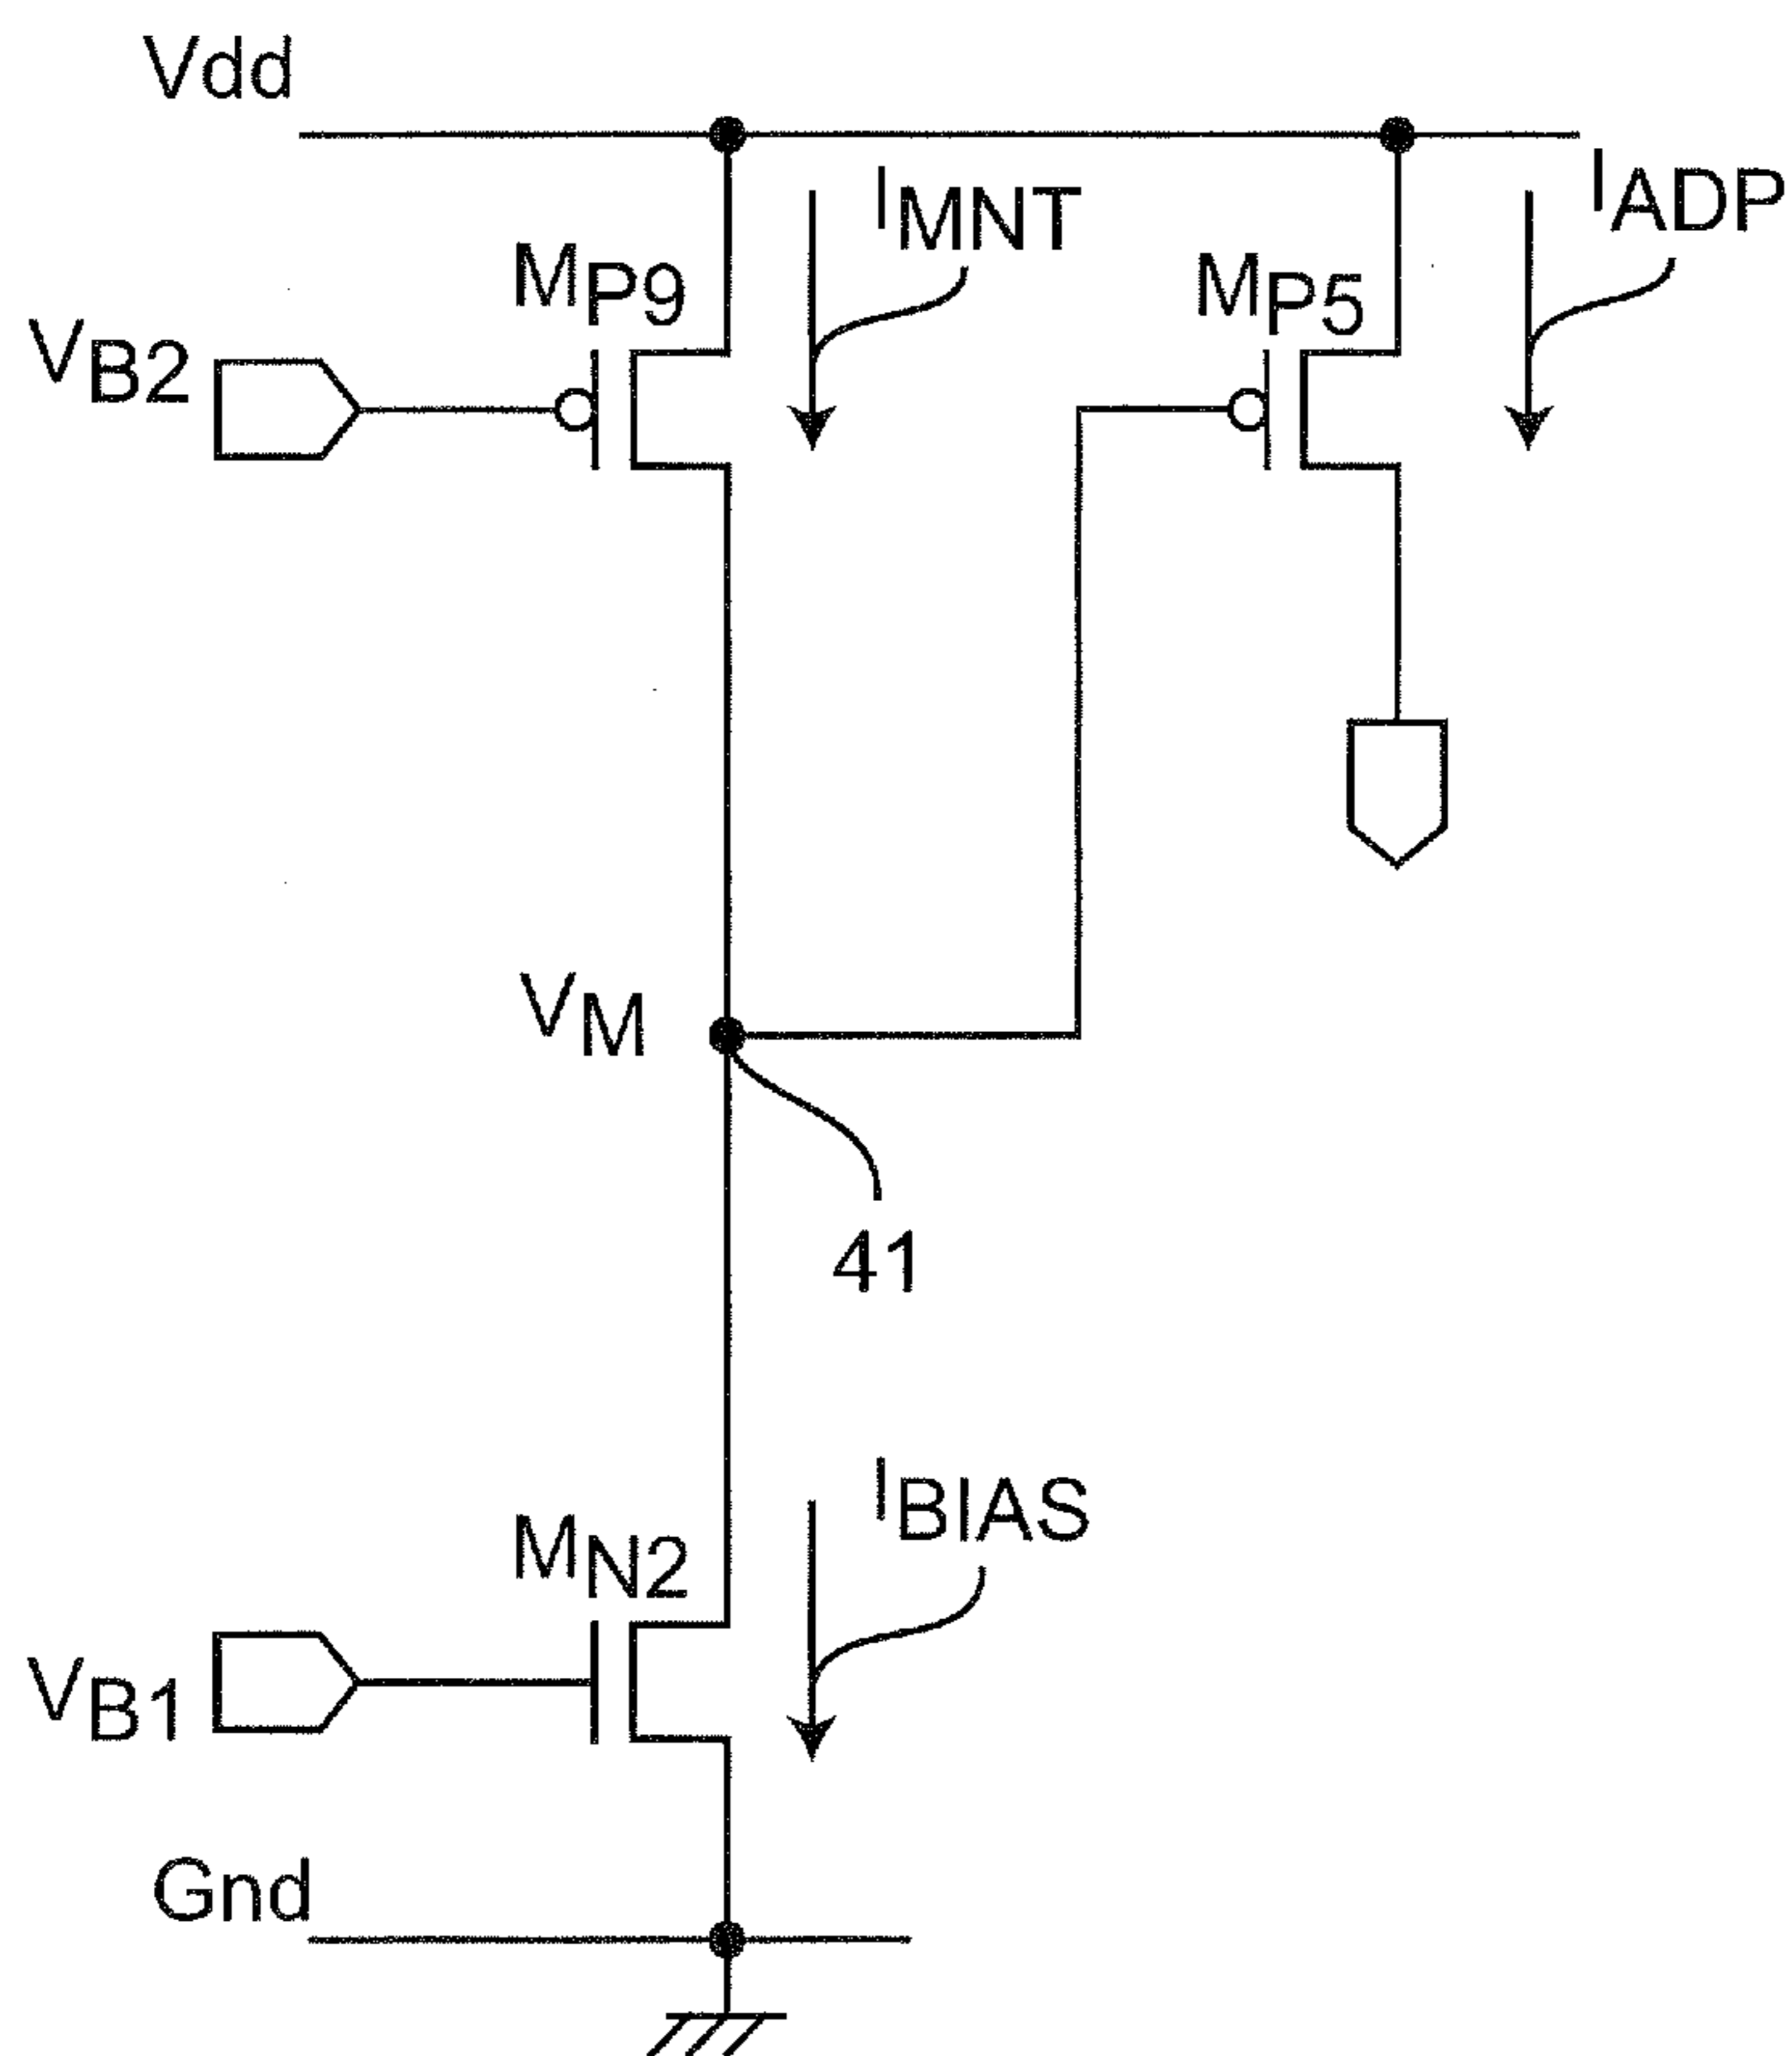 Vdd
IMNT
IADP
MP9
MP5
VB2
VM
41
IBIAS
MN2
VB1
Gnd